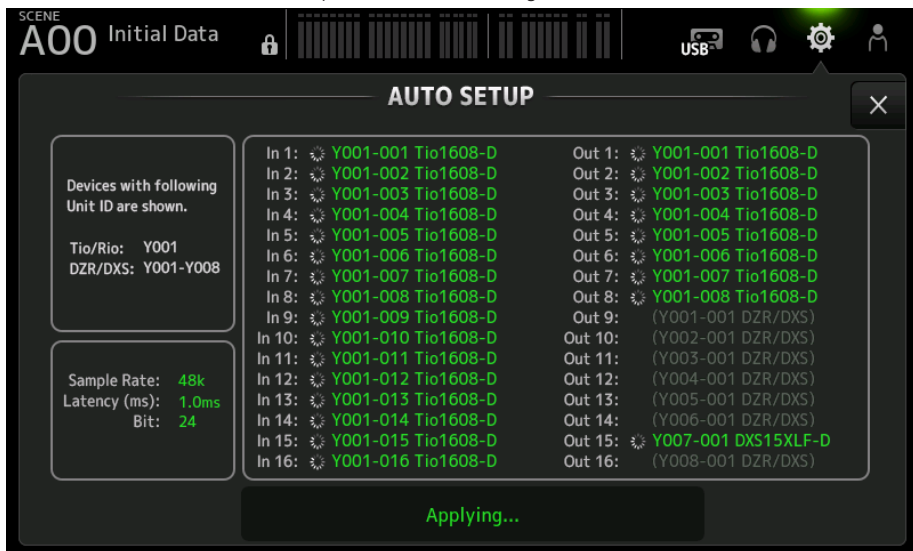 SCENE
A00 Initial Data
USB
AUTO SETUP
Devices with following
Unit ID are shown.
Tio/Rio: Y001
DZR/DXS: Y001-Y008
Sample Rate: 48k
Latency (ms): 1.0ms
Bit: 24
In 1: Y001-001 Tio1608-D
In 2: Y001-002 Tio1608-D
In 3: Y001-003 Tio1608-D
In 4: Y001-004 Tio1608-D
In 5: Y001-005 Tio1608-D
In 6: Y001-006 Tio1608-D
In 7: Y001-007 Tio1608-D
In 8: Y001-008 Tio1608-D
In 9: Y001-009 Tio1608-D
In 10: Y001-010 Tio1608-D
In 11: Y001-011 Tio1608-D
In 12: Y001-012 Tio1608-D
In 13: Y001-013 Tio1608-D
In 14: Y001-014 Tio1608-D
In 15: Y001-015 Tio1608-D
In 16: Y001-016 Tio1608-D
Out 1: Y001-001 Tio1608-D
Out 2: Y001-002 Tio1608-D
Out 3: Y001-003 Tio1608-D
Out 4: Y001-004 Tio1608-D
Out 5: Y001-005 Tio1608-D
Out 6: Y001-006 Tio1608-D
Out 7: Y001-007 Tio1608-D
Out 8: Y001-008 Tio1608-D
Out 9: (Y001-001 DZR/DXS)
Out 10: (Y002-001 DZR/DXS)
Out 11: (Y003-001 DZR/DXS)
Out 12: (Y004-001 DZR/DXS)
Out 13: (Y005-001 DZR/DXS)
Out 14: (Y006-001 DZR/DXS)
Out 15: Y007-001 DXS15XLF-D
Out 16: (Y008-001 DZR/DXS)
Applying...